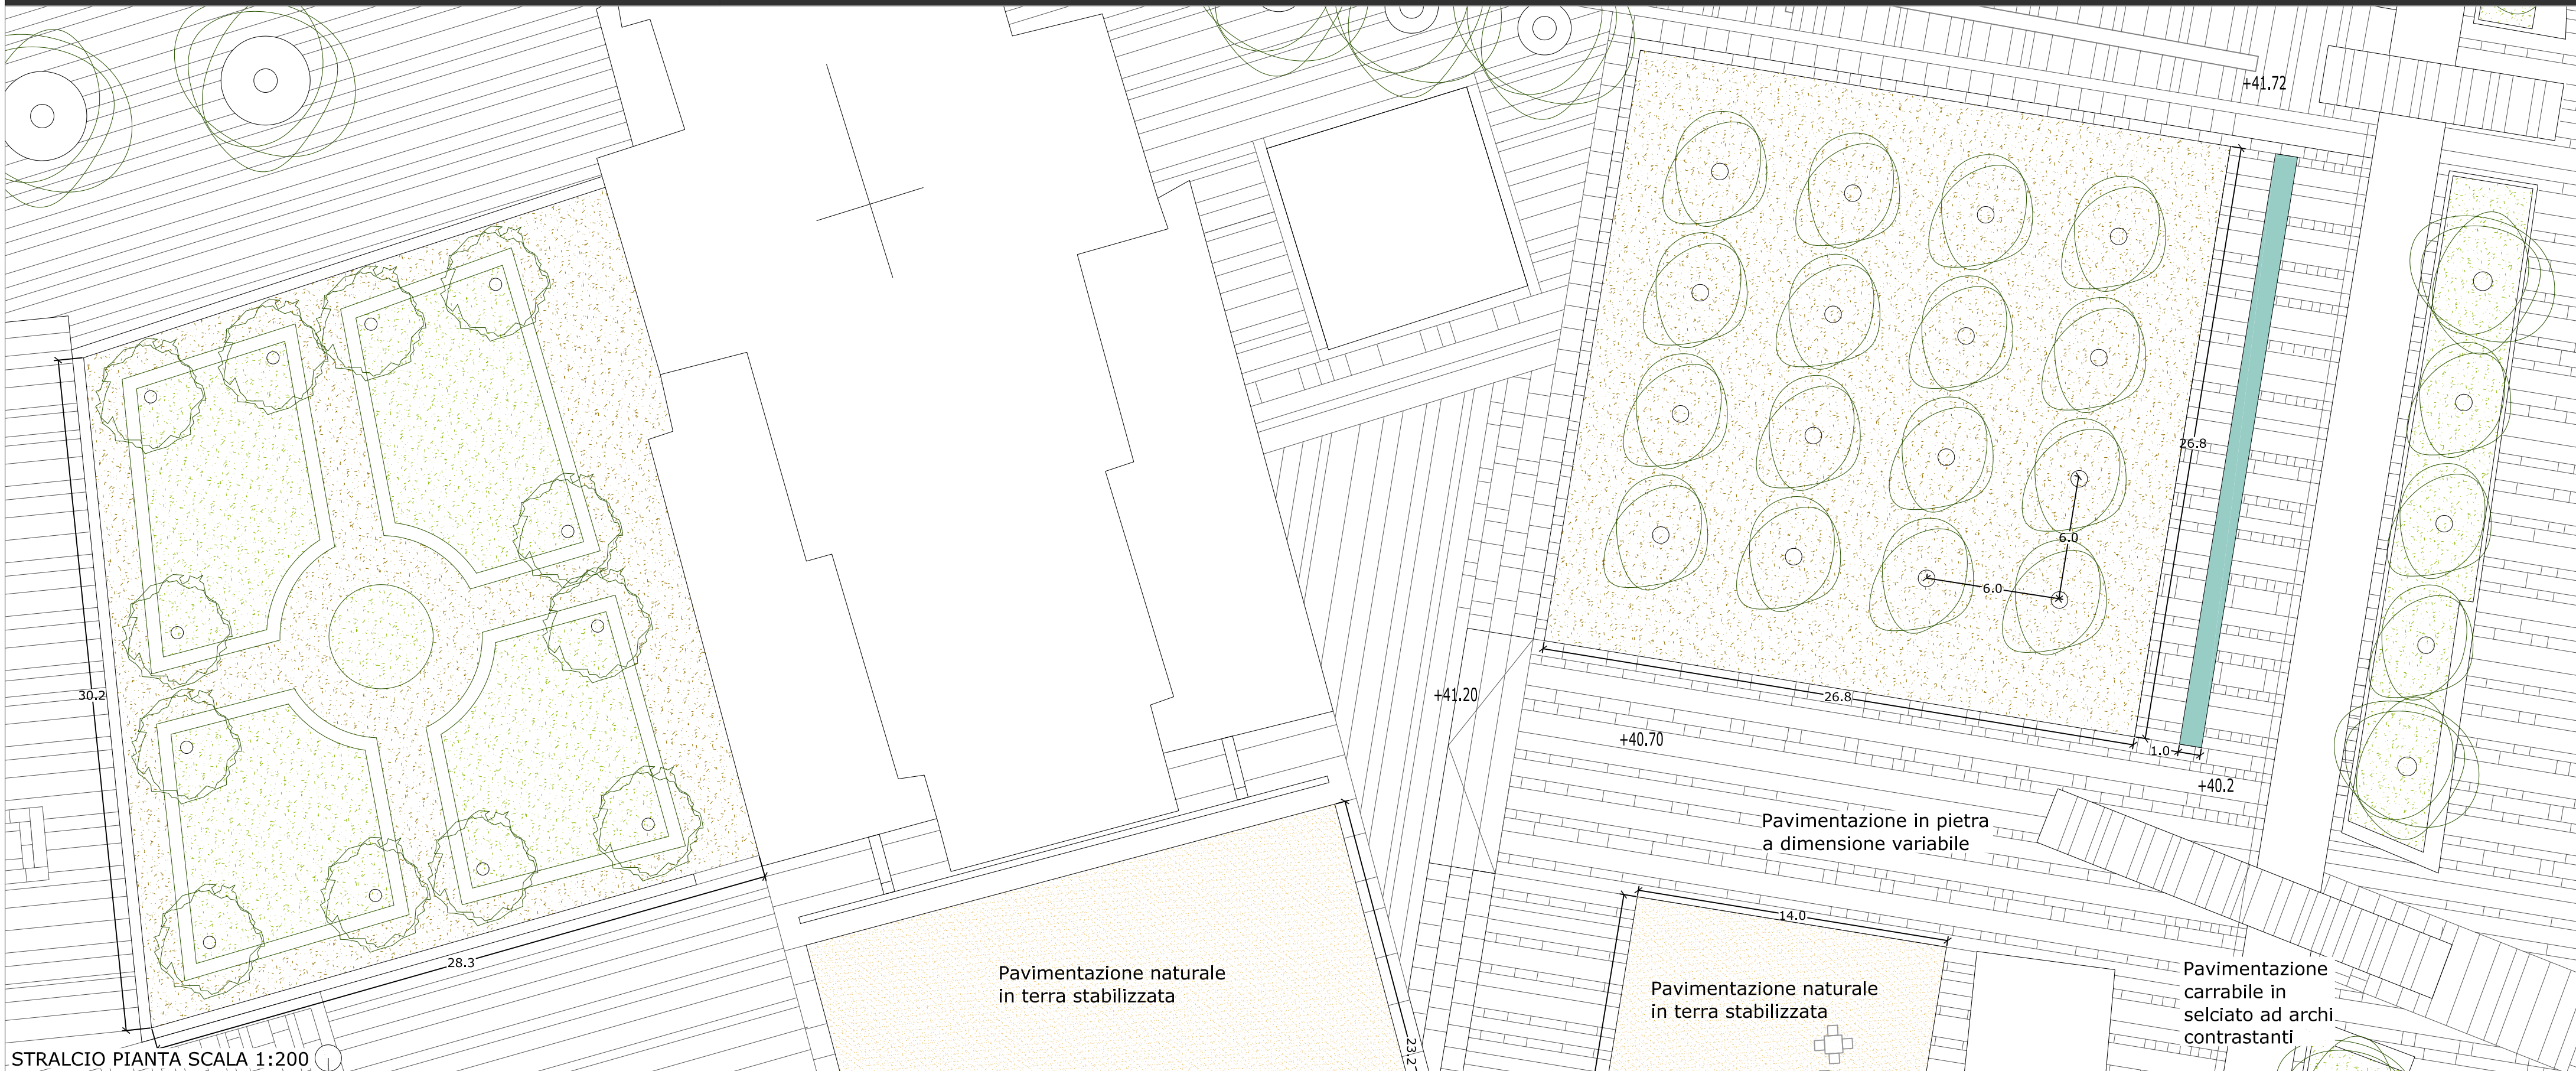 +41.72
26.8
6.0
6.0
30.2
+41.20
26.8
+40.70
1.0
+40.2
Pavimentazione in pietra
a dimensione variabile
14.0
28.3
Pavimentazione naturale
in terra stabilizzata
Pavimentazione naturale
in terra stabilizzata
Pavimentazione
carrabile in
selciato ad archi
contrastanti
23.2
STRALCIO PIANTA SCALA 1:200